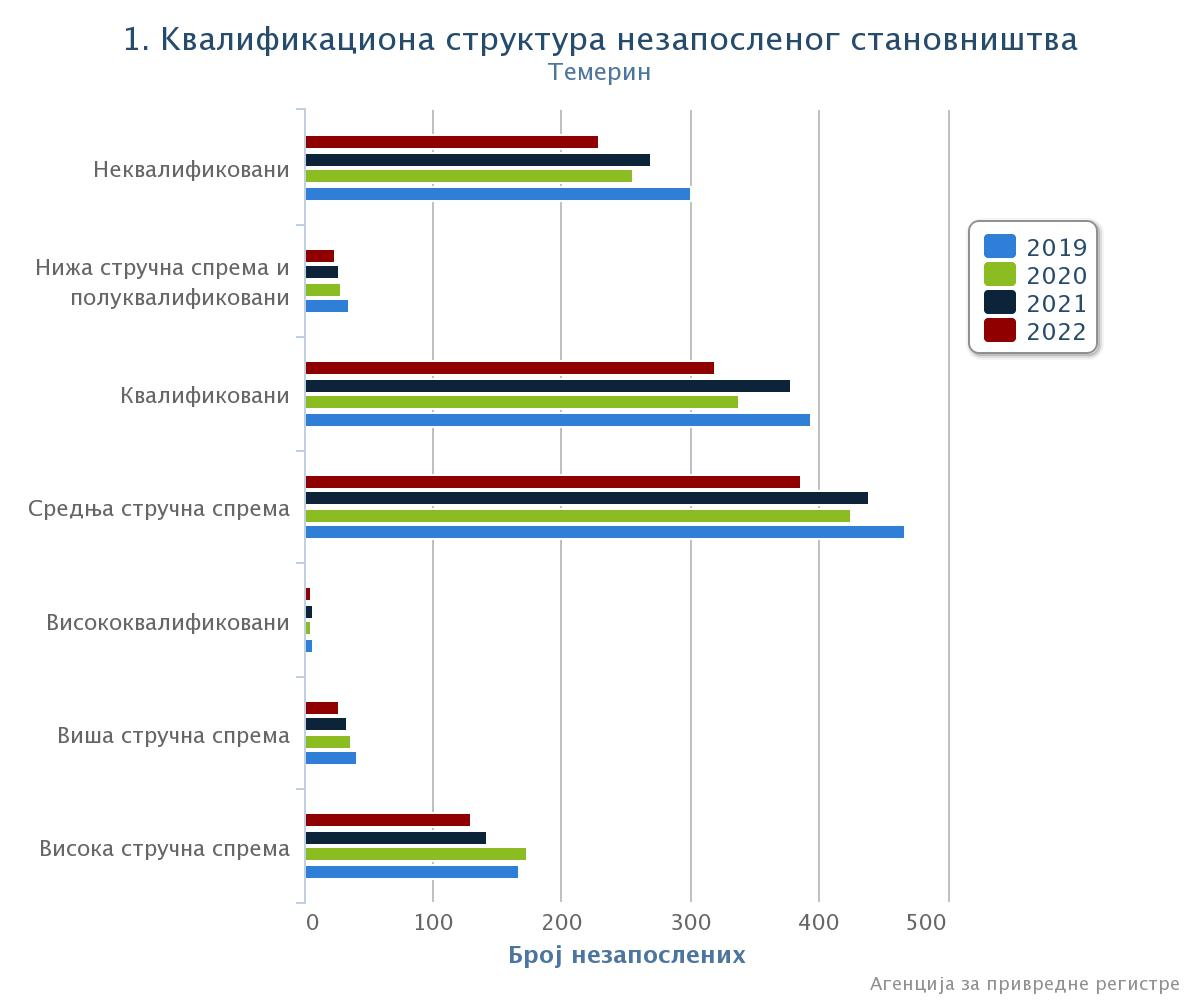 1. Квалификациона структура незапосленог становништва
Темерин
Неквалификовани
Нижа стручна спрема и
полуквалификовани
Квалификовани
Средња стручна спрема
Висококвалификовани
Виша стручна спрема
Висока стручна спрема
2019
2020
2021
2022
0 100 200 300 400 500
Број незапослених
Агенција за привредне регистре